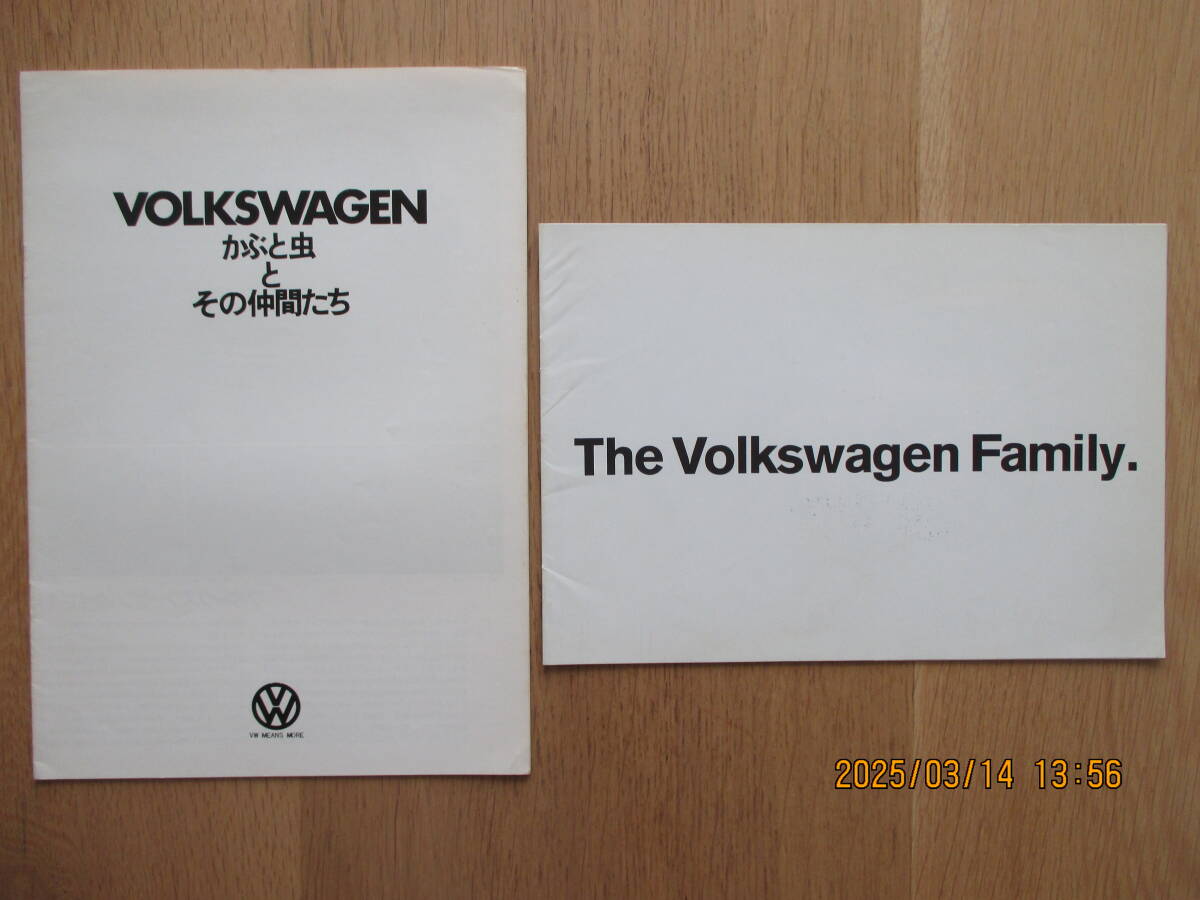 VOLKSWAGEN
かぶと虫
と
その仲間たち
VW MEANS MORE
The Volkswagen Family.
2025/03/14 13:56